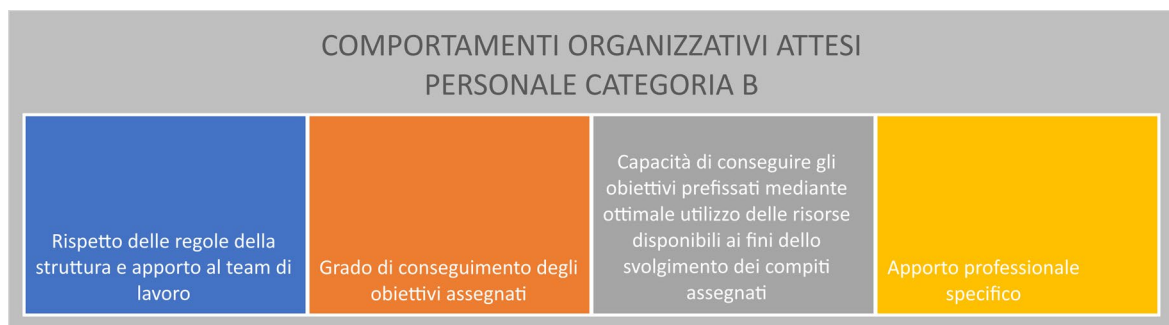 COMPORTAMENTI ORGANIZZATIVI ATTESI
PERSONALE CATEGORIA B
Rispetto delle regole della
struttura e apporto al team di
lavoro
Grado di conseguimento degli
obiettivi assegnati
Capacità di conseguire gli
obiettivi prefissati mediante
ottimale utilizzo delle risorse
disponibili ai fini dello
svolgimento dei compiti
assegnati
Apporto professionale
specifico